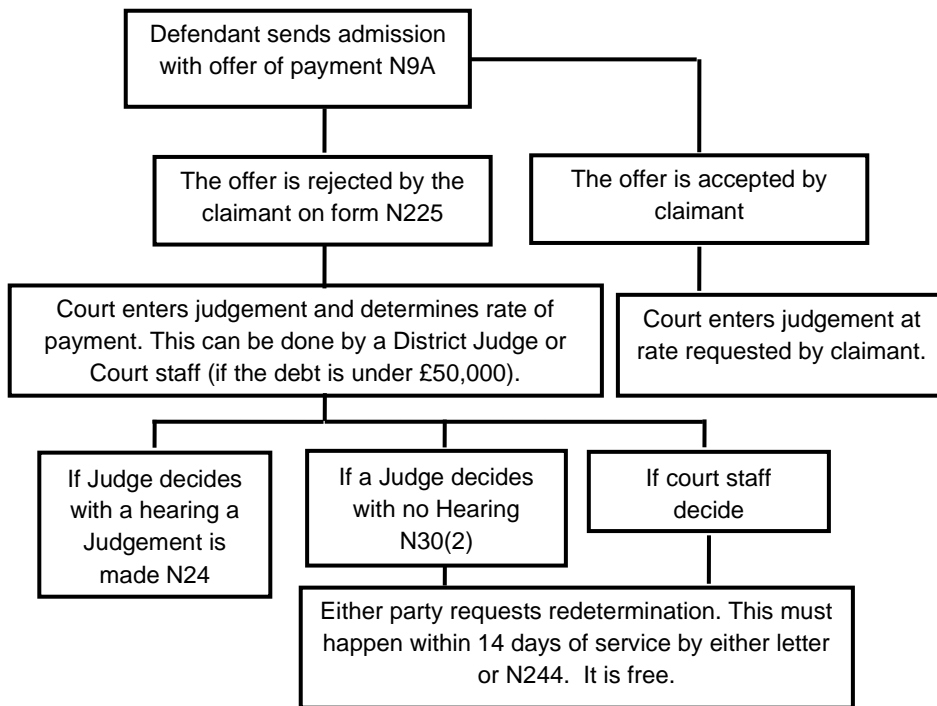 Defendant sends admission
with offer of payment N9A
The offer is rejected by the
claimant on form N225
The offer is accepted by
claimant
Court enters judgement and determines rate of
payment. This can be done by a District Judge or
Court staff (if the debt is under £50,000).
Court enters judgement at
rate requested by claimant.
If Judge decides
with a hearing a
Judgement is
made N24
If a Judge decides
with no Hearing
N30(2)
If court staff
decide
Either party requests redetermination. This must
happen within 14 days of service by either letter
or N244.  It is free.